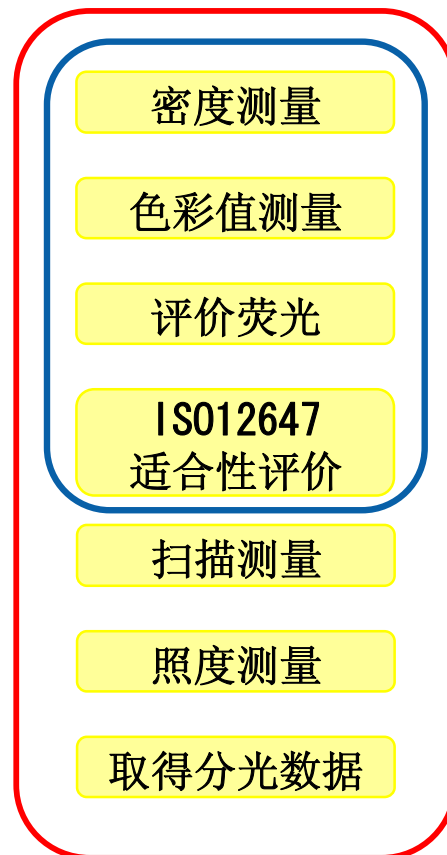 密度测量
色彩值测量
评价荧光
ISO12647
适合性评价
扫描测量
照度测量
取得分光数据